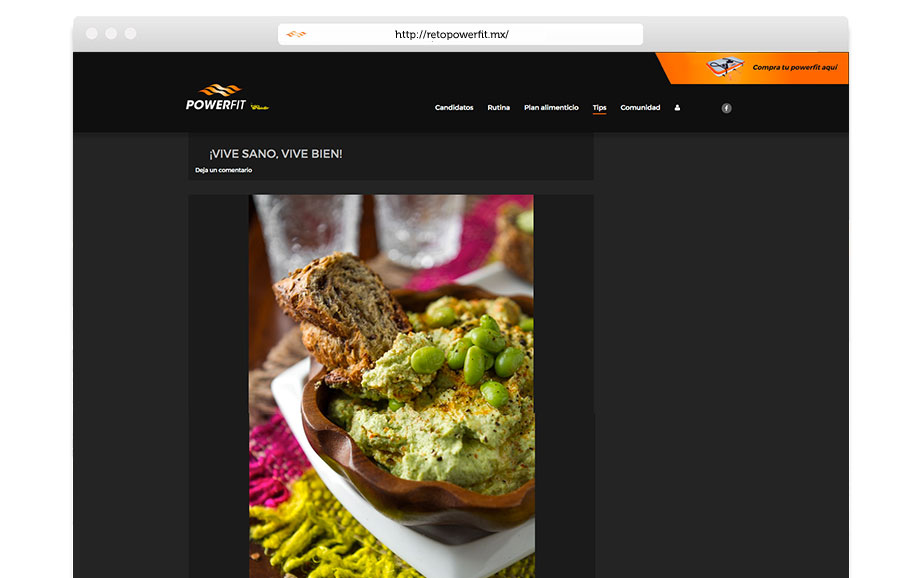 http://retopowerfit.mx/
Compra tu powerfit aquí
POWERFIT
Candidatos Rutina Plan alimenticio Tips Comunidad
f
¡VIVE SANO, VIVE BIEN!
Deja un comentario